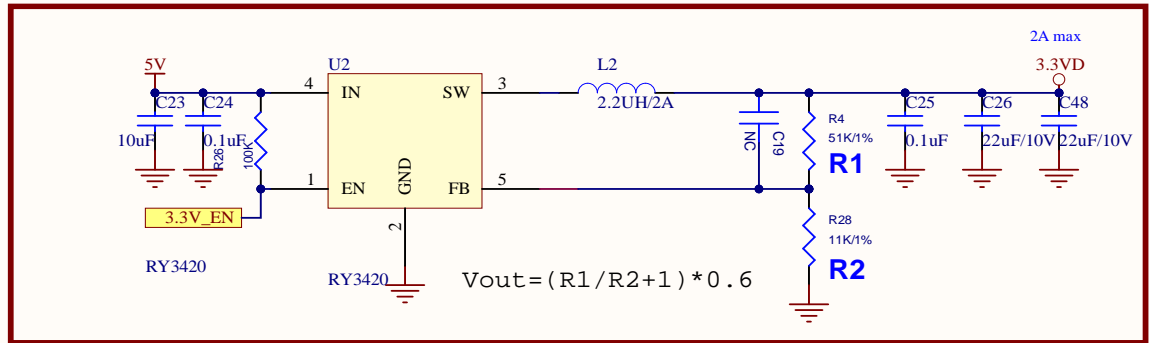 2A max
5V
U2
L2
3.3VD
4
IN
SW
3
2.2UH/2A
C23
C24
10uF
0.1uF
R26
100K
C19
NC
R4
51K/1%
R1
C25
0.1uF
C26
22uF/10V
C48
22uF/10V
1
EN
GND
FB
5
2
3.3V_EN
R28
11K/1%
R2
RY3420
RY3420
Vout=(R1/R2+1)*0.6